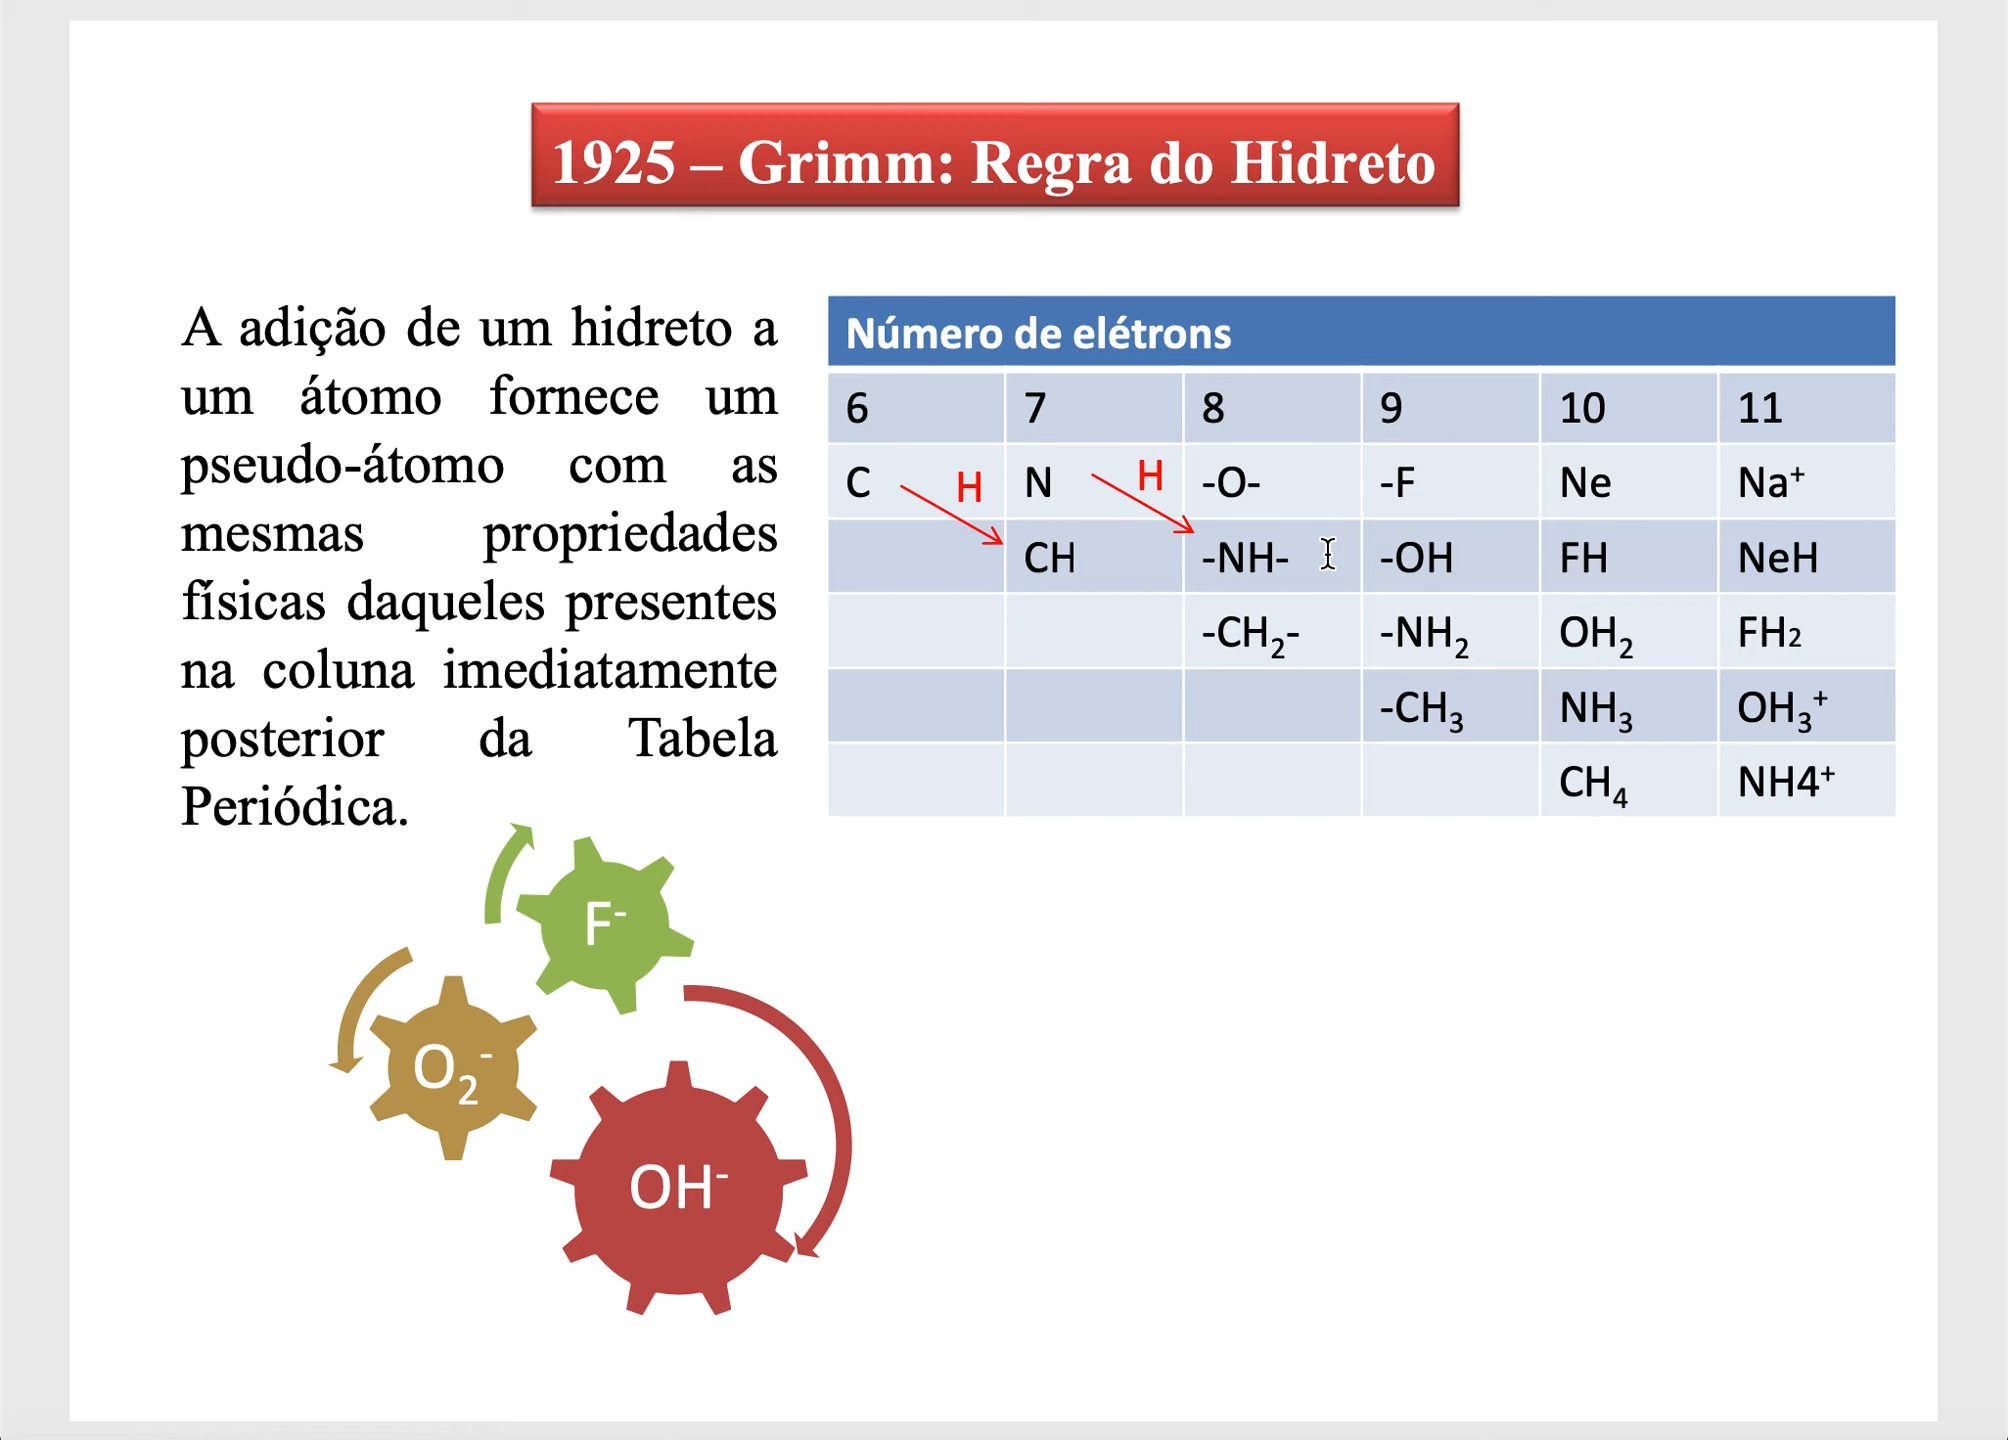 1925 – Grimm: Regra do Hidreto
A adição de um hidreto a
um átomo fornece um
pseudo-átomo com as
mesmas propriedades
físicas daqueles presentes
na coluna imediatamente
posterior da Tabela
Periódica.
Número de elétrons
6 7 8 9 10 11
C H N H -O- -F Ne Na⁺
CH -NH- -OH FH NeH
-CH₂- -NH₂ OH₂ FH₂
-CH₃ NH₃ OH₃⁺
CH₄ NH4⁺
F⁻
O₂⁻
OH⁻